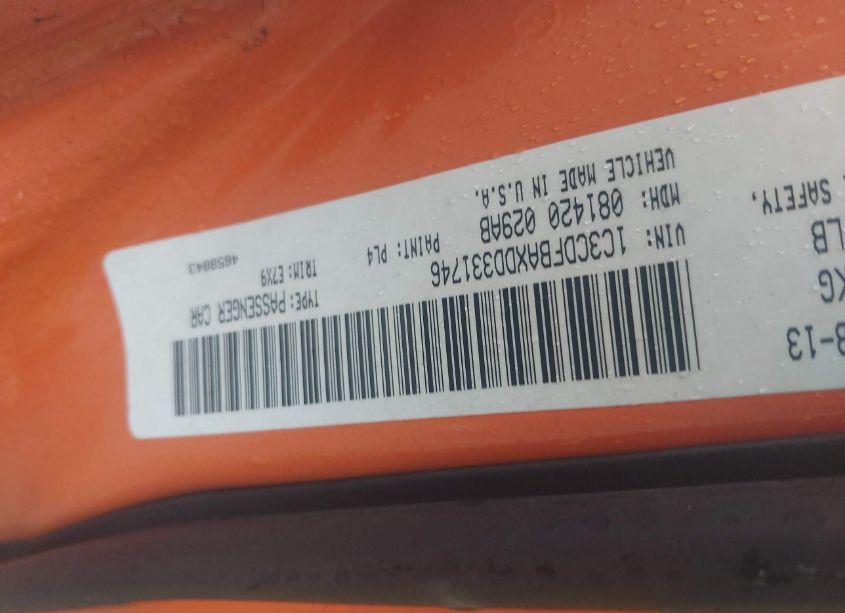 3-13
KG
LB
SAFETY,
VIN: 1C3CDFBAXDD331746
MDH: 081420 029AB
VEHICLE MADE IN U.S.A.
PAINT: PL4
TYPE: PASSENGER CAR
TRIM: E7X9
4658843